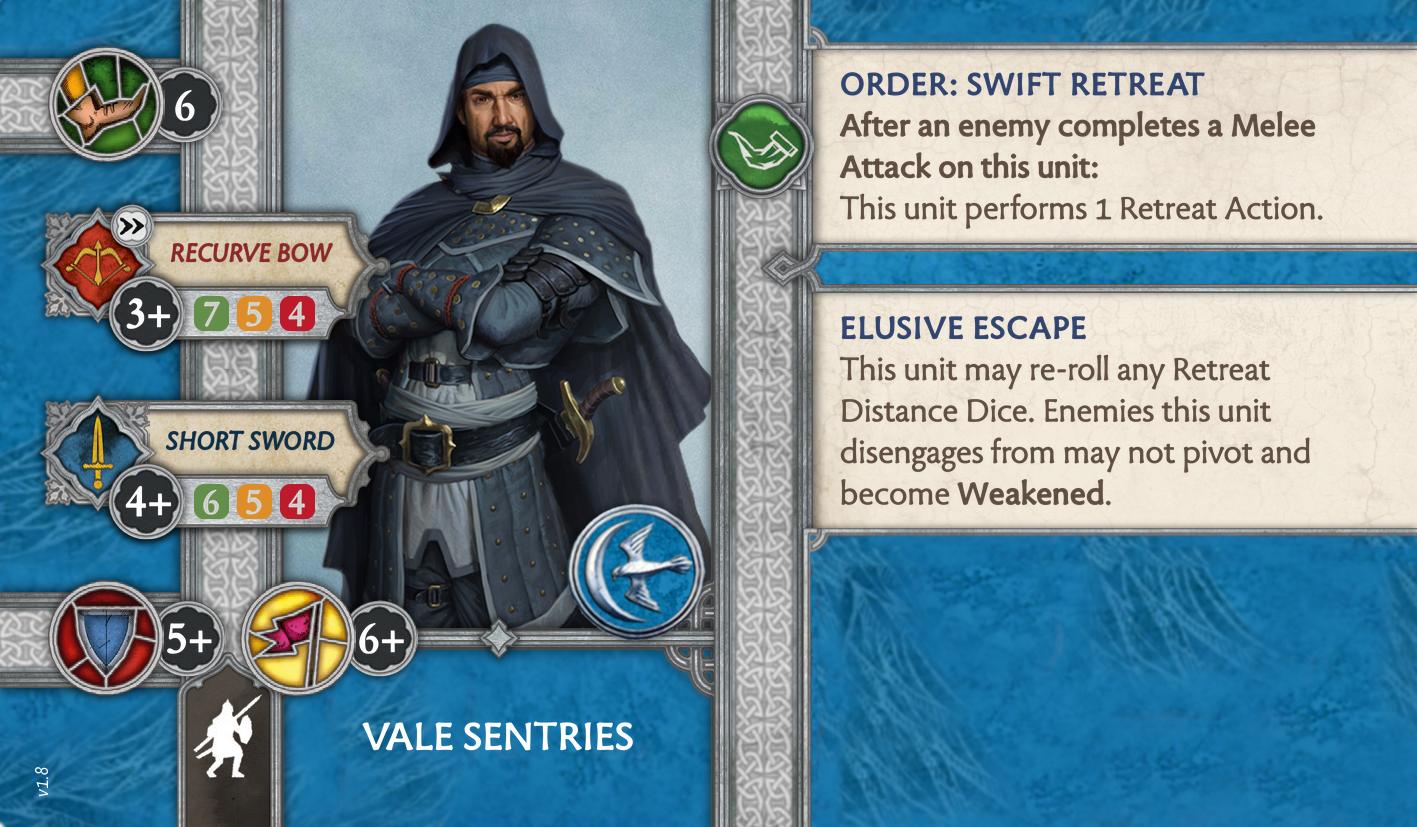 6
RECURVE BOW
3+ 7 5 4
SHORT SWORD
4+ 6 5 4
5+ 6+
VALE SENTRIES
v1.8
ORDER: SWIFT RETREAT
After an enemy completes a Melee
Attack on this unit:
This unit performs 1 Retreat Action.
ELUSIVE ESCAPE
This unit may re-roll any Retreat
Distance Dice. Enemies this unit
disengages from may not pivot and
become Weakened.